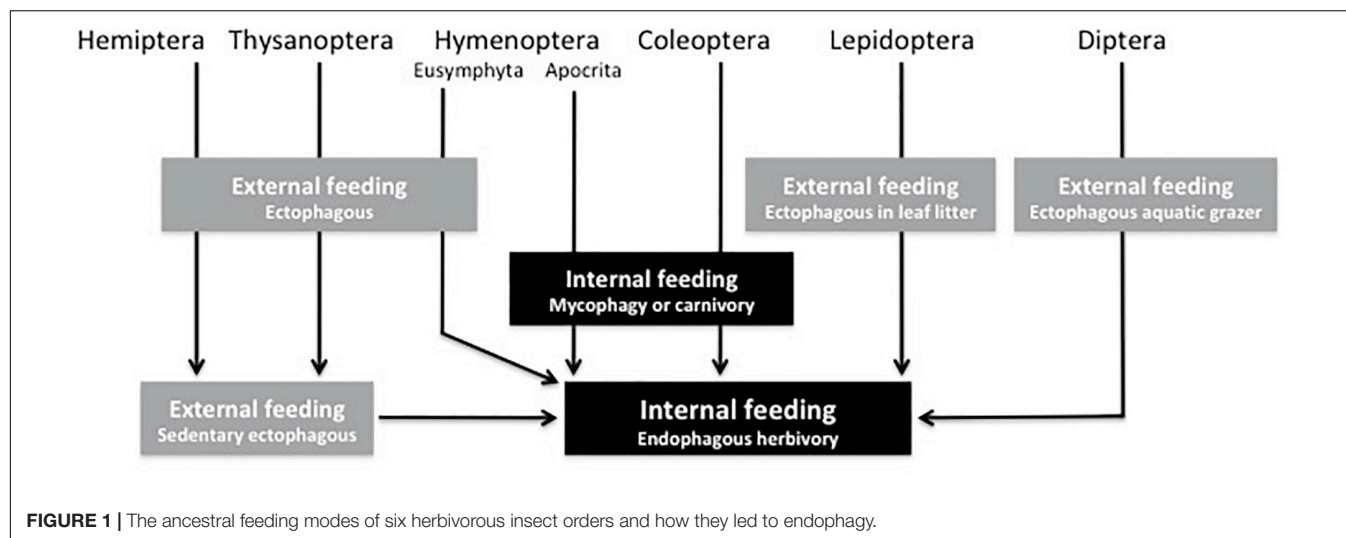 Hemiptera Thysanoptera Hymenoptera Coleoptera Lepidoptera Diptera
Eusymphyta Apocrita
External feeding
Ectophagous
External feeding
Ectophagous in leaf litter
External feeding
Ectophagous aquatic grazer
Internal feeding
Mycophagy or carnivory
External feeding
Sedentary ectophagous
Internal feeding
Endophagous herbivory
FIGURE 1 | The ancestral feeding modes of six herbivorous insect orders and how they led to endophagy.